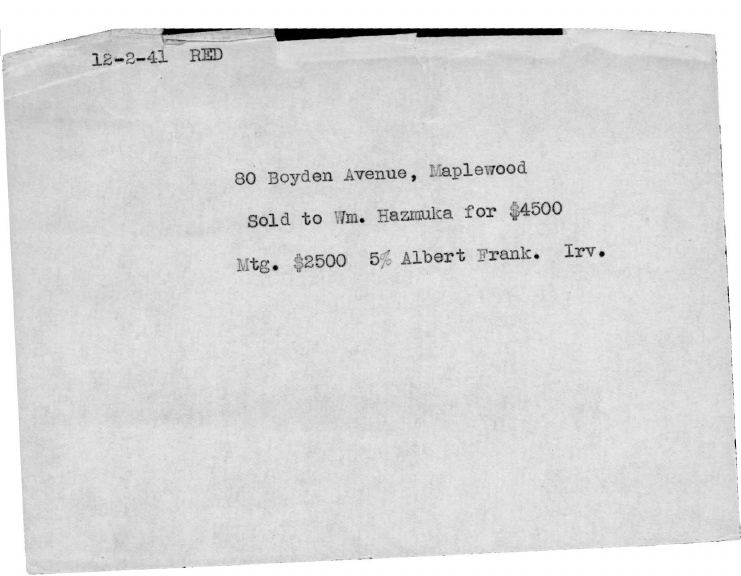 12-2-41 RED
80 Boyden Avenue, Maplewood
Sold to Wm. Hazmuka for $4500
Mtg. $2500 5% Albert Frank. Irv.